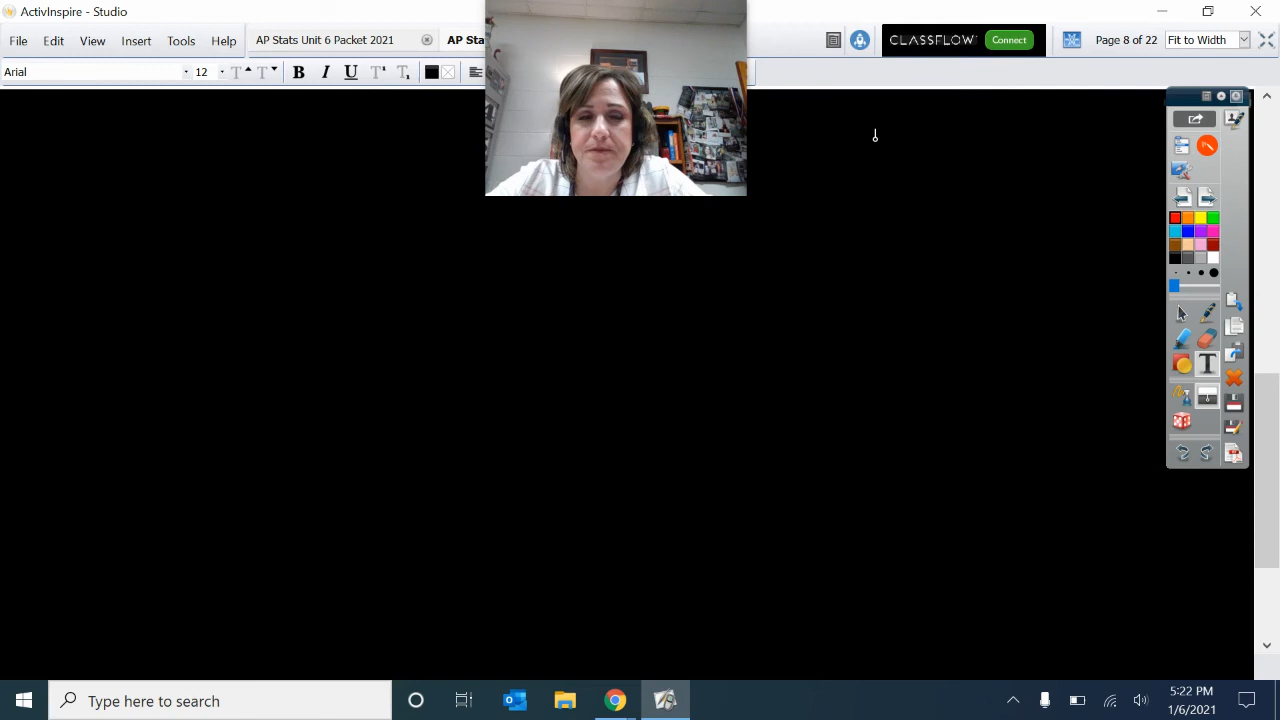 ActivInspire - Studio
File Edit View Insert Tools Help
AP Stats Unit 6 Packet 2021
AP Sta
CLASSFLOW Connect
Page 8 of 22
Fit to Width
Arial
12
B I U T T
T
Type here to search
5:22 PM
1/6/2021